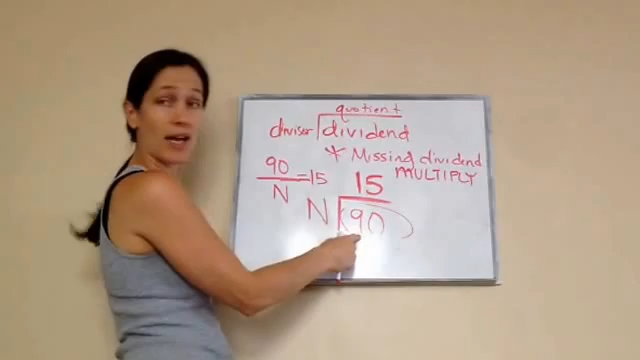 quotient
divisor dividend
* Missing dividend
MULTIPLY
90
N
=15
15
N 90